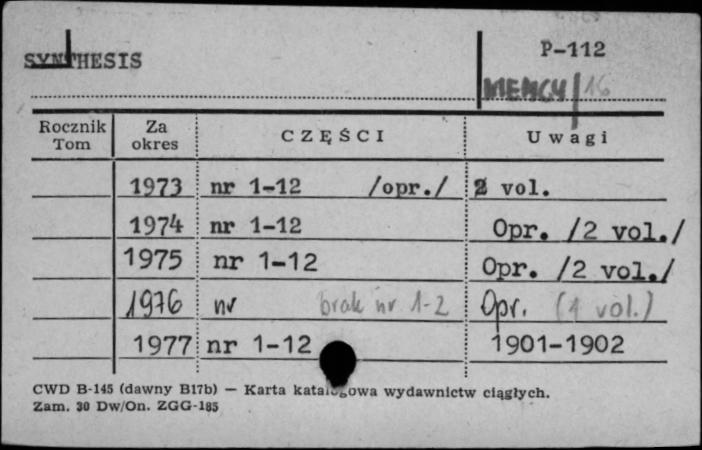 SYNTHESIS
P-112
NIEMCY / 16
Rocznik Tom Za okres CZĘŚCI Uwagi
1973 nr 1-12 /opr./ 2 vol.
1974 nr 1-12 Opr. /2 vol./
1975 nr 1-12 Opr. /2 vol./
1976 nr brak nr 1-2 Opr. (1 vol.)
1977 nr 1-12 1901-1902
CWD B-145 (dawny B17b) — Karta katalogowa wydawnictw ciągłych.
Zam. 30 Dw/On. ZGG-185